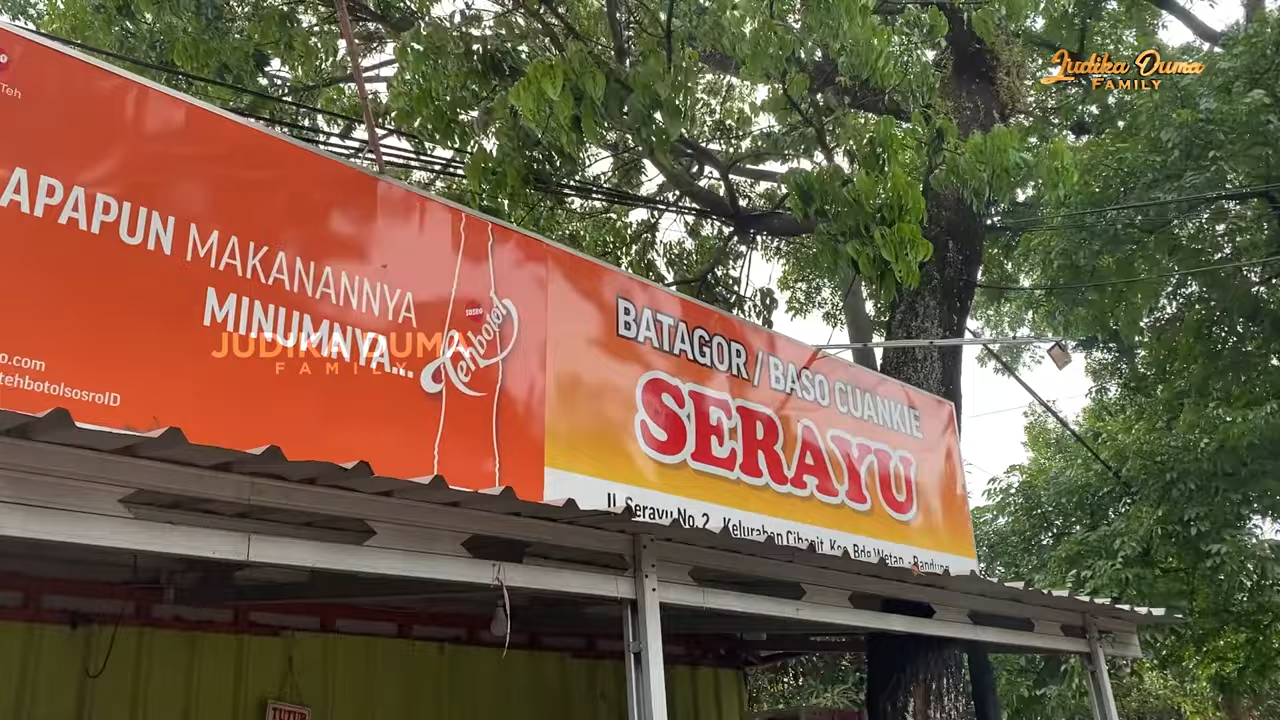 Teh
APAPUN MAKANANNYA
MINUMNYA...
SOSRO
Tehbotol
o.com
tehbotolsosroID
BATAGOR / BASO CUANKIE
SERAYU
Jl. Serayu No. 2, Kelurahan Cihapit, Kec. Bdg Wetan - Bandung
TUTUP
Judika Duma
FAMILY
JUDIKA DUMA
FAMILY